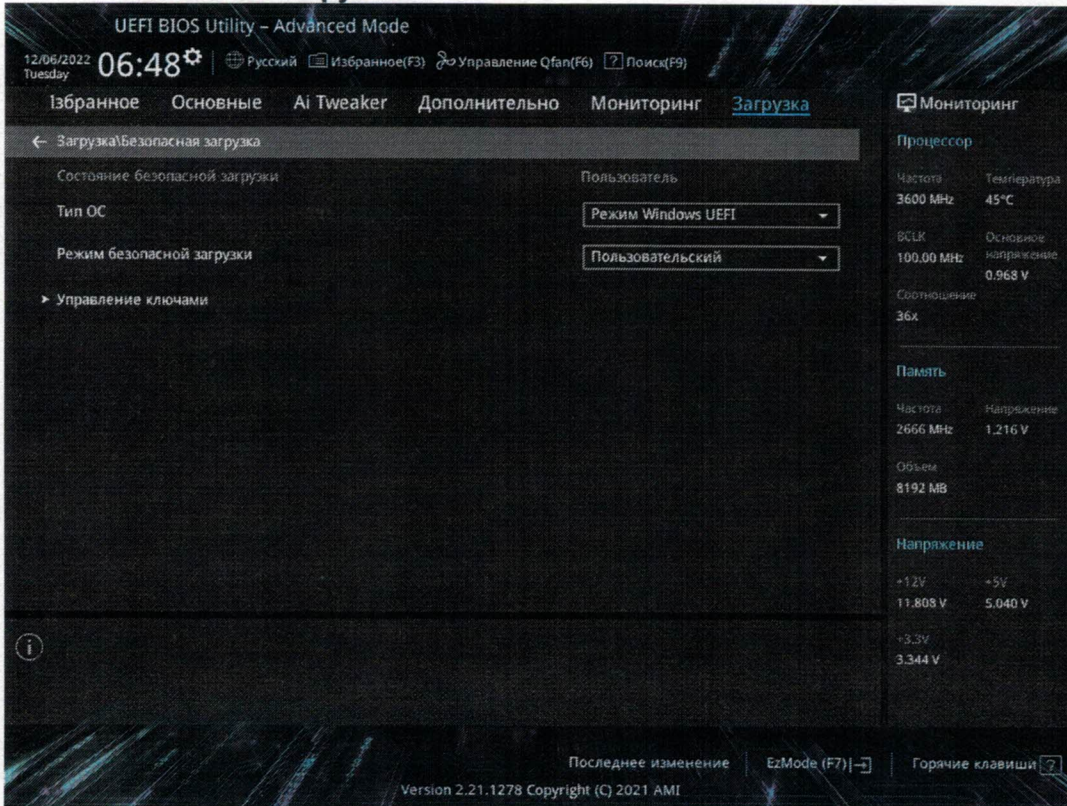 UEFI BIOS Utility – Advanced Mode
12/06/2022
Tuesday
06:48
Русский
Избранное(F3)
Управление Qfan(F6)
? Поиск(F9)
Избранное Основные Ai Tweaker Дополнительно Мониторинг Загрузка
← Загрузка\Безопасная загрузка
Состояние безопасной загрузки Пользователь
Тип ОС Режим Windows UEFI
Режим безопасной загрузки Пользовательский
Управление ключами
Мониторинг
Процессор
Частота Температура
3600 MHz 45°C
BCLK Основное напряжение
100.00 MHz 0.968 V
Соотношение
36x
Память
Частота Напряжение
2666 MHz 1.216 V
Объем
8192 MB
Напряжение
+12V +5V
11.808 V 5.040 V
+3.3V
3.344 V
Последнее изменение
EzMode (F7)
Горячие клавиши ?
Version 2.21.1278 Copyright (C) 2021 AMI